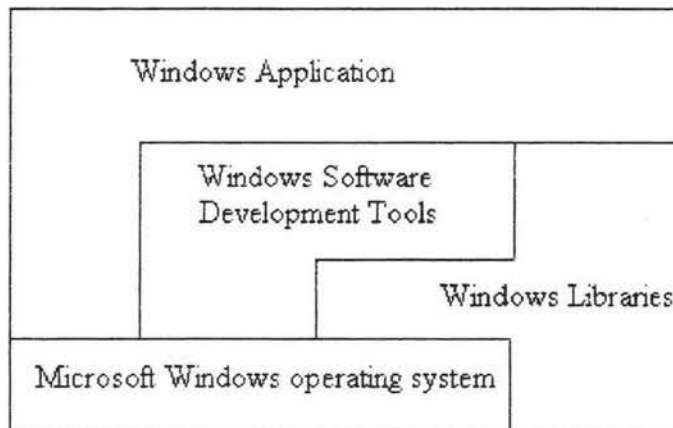 Windows Application
Windows Software
Development Tools
Windows Libraries
Microsoft Windows operating system